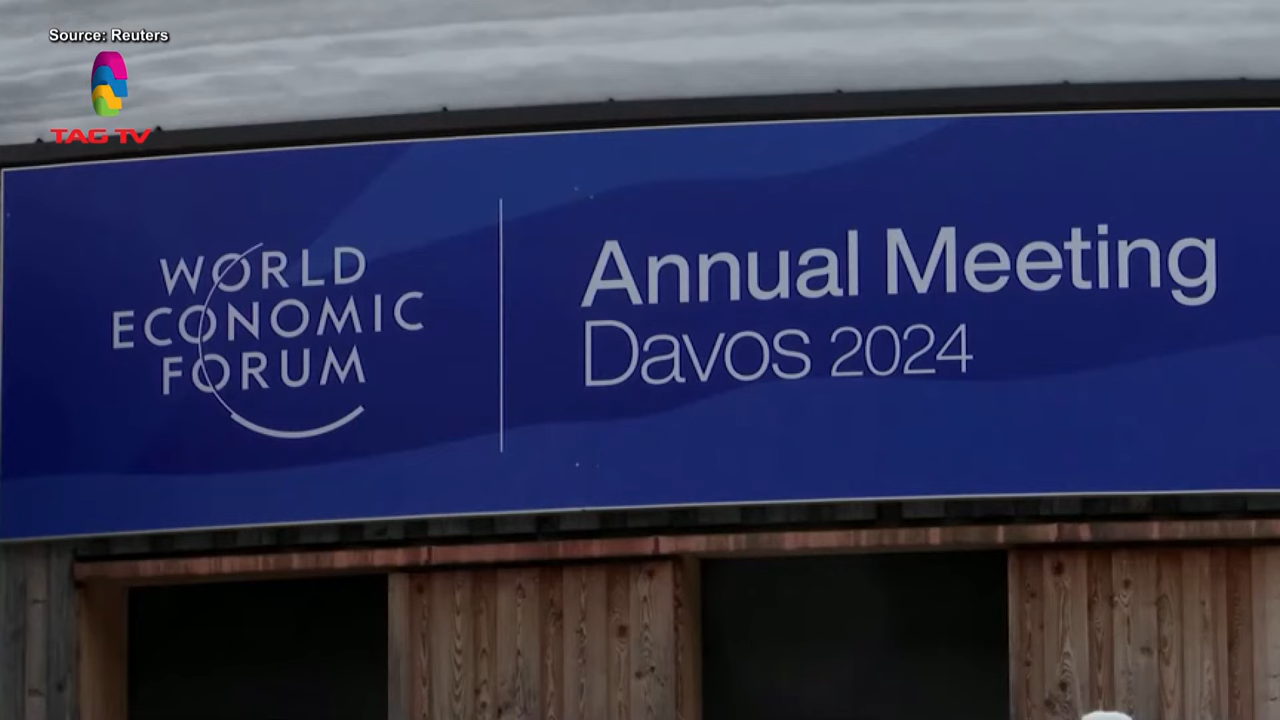 Source: Reuters
TAG TV
WORLD
ECONOMIC
FORUM
Annual Meeting
Davos 2024